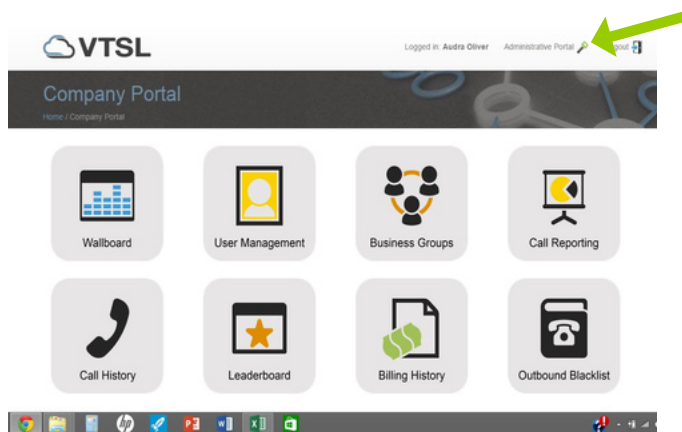 VTSL
Logged in: Audra Oliver Administrative Portal
Company Portal
Home / Company Portal
Wallboard
User Management
Business Groups
Call Reporting
Call History
Leaderboard
Billing History
Outbound Blacklist